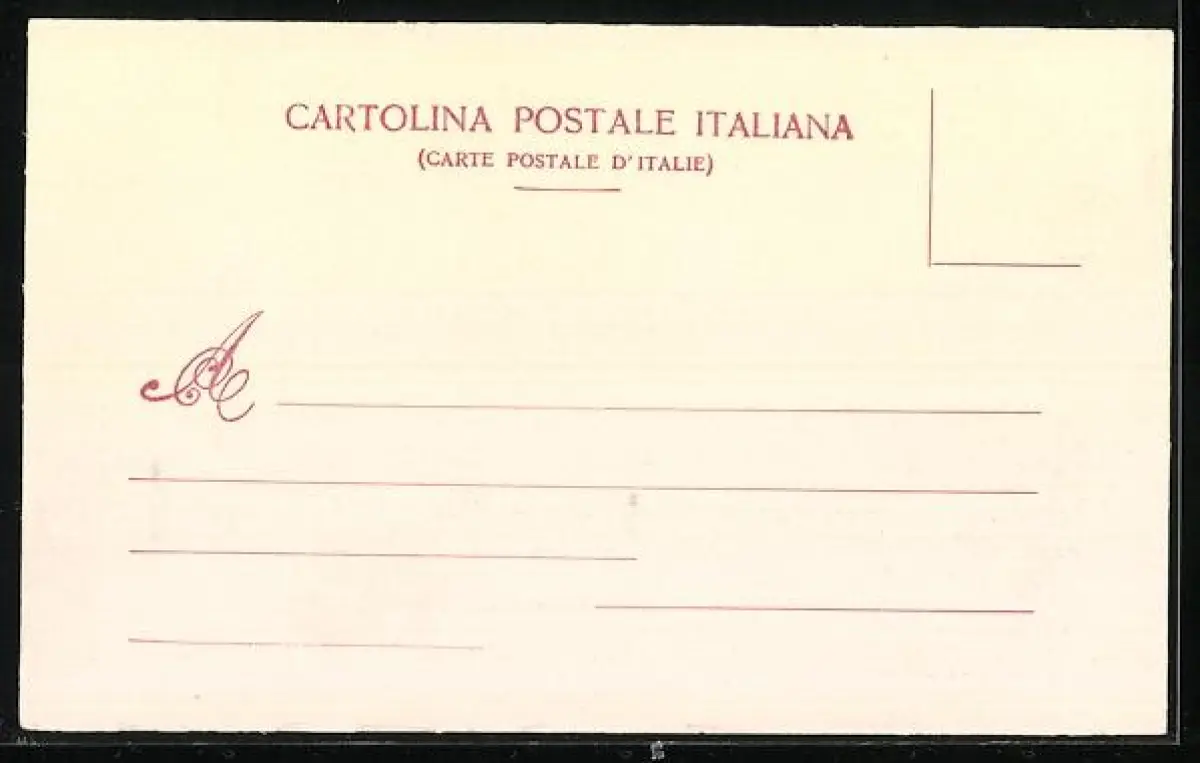 CARTOLINA POSTALE ITALIANA
(CARTE POSTALE D'ITALIE)
A